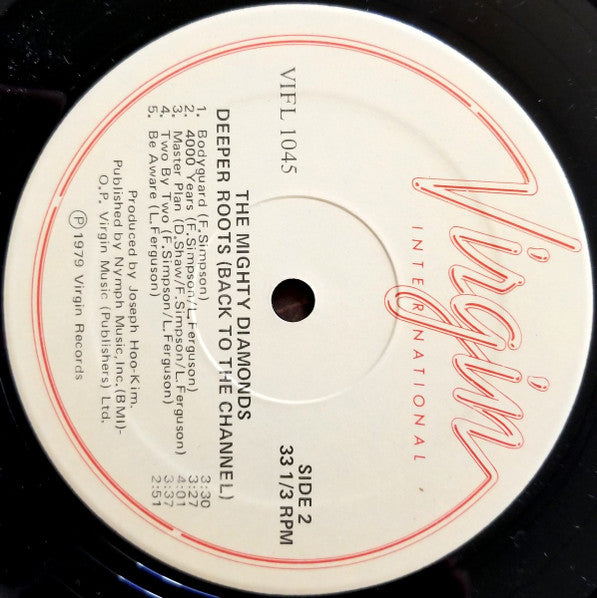 Virgin
INTERNATIONAL
VIFL 1045
SIDE 2
33 1/3 RPM
THE MIGHTY DIAMONDS
DEEPER ROOTS (BACK TO THE CHANNEL)
1. Bodyguard (F.Simpson) 3:30
2. 4000 Years (F.Simpson/L.Ferguson) 3:27
3. Master Plan (D.Shaw/F.Simpson/L.Ferguson) 4:01
4. Two By Two (F.Simpson/L.Ferguson) 3:37
5. Be Aware (L.Ferguson) 2:51
Produced by Joseph Hoo-Kim.
Published by Nymph Music,Inc.(BMI)-
O.P. Virgin Music (Publishers) Ltd.
℗ 1979 Virgin Records